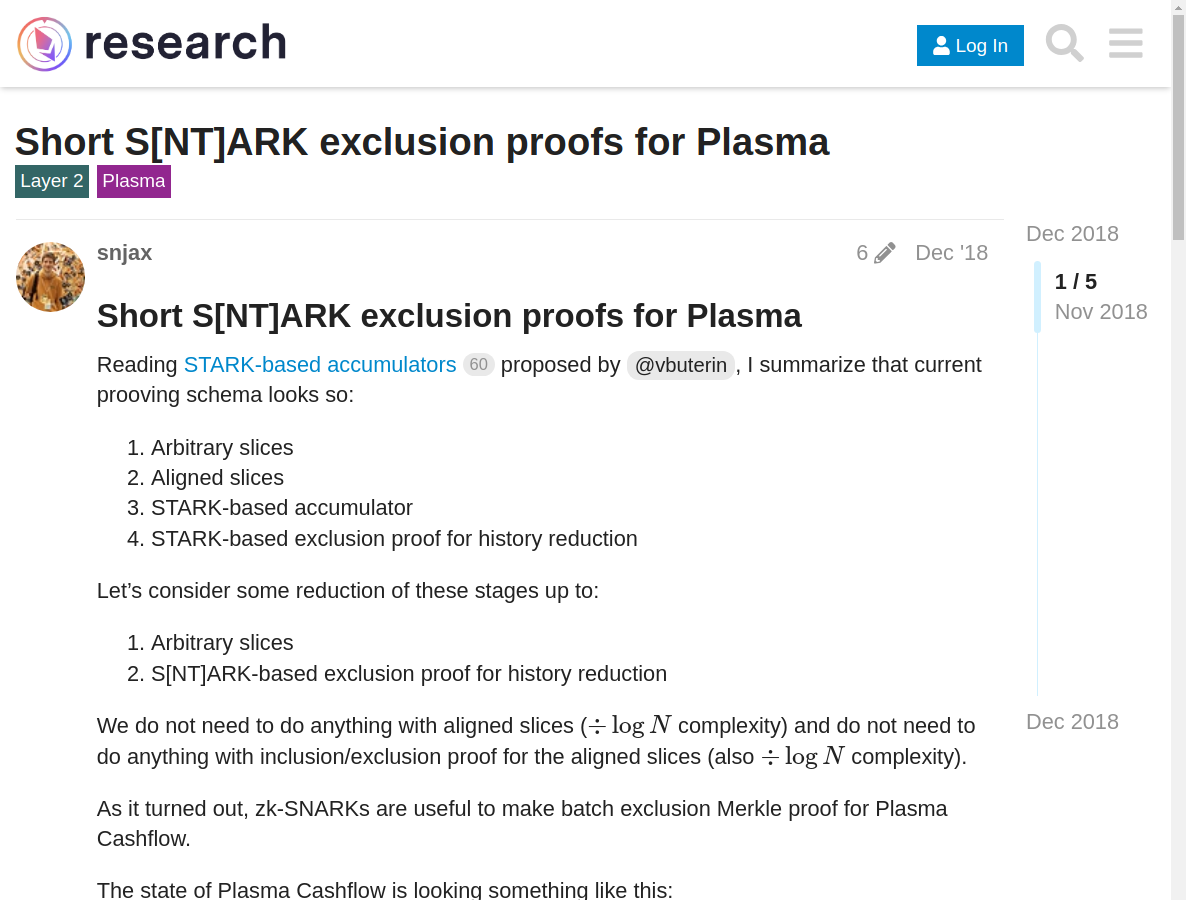 research
Log In
Short S[NT]ARK exclusion proofs for Plasma
Layer 2 Plasma
Dec 2018
snjax 6 Dec '18
1 / 5
Nov 2018
Short S[NT]ARK exclusion proofs for Plasma
Reading STARK-based accumulators 60 proposed by @vbuterin, I summarize that current
prooving schema looks so:
1. Arbitrary slices
2. Aligned slices
3. STARK-based accumulator
4. STARK-based exclusion proof for history reduction
Let’s consider some reduction of these stages up to:
1. Arbitrary slices
2. S[NT]ARK-based exclusion proof for history reduction
We do not need to do anything with aligned slices (÷ log N complexity) and do not need to
do anything with inclusion/exclusion proof for the aligned slices (also ÷ log N complexity).
Dec 2018
As it turned out, zk-SNARKs are useful to make batch exclusion Merkle proof for Plasma
Cashflow.
The state of Plasma Cashflow is looking something like this: